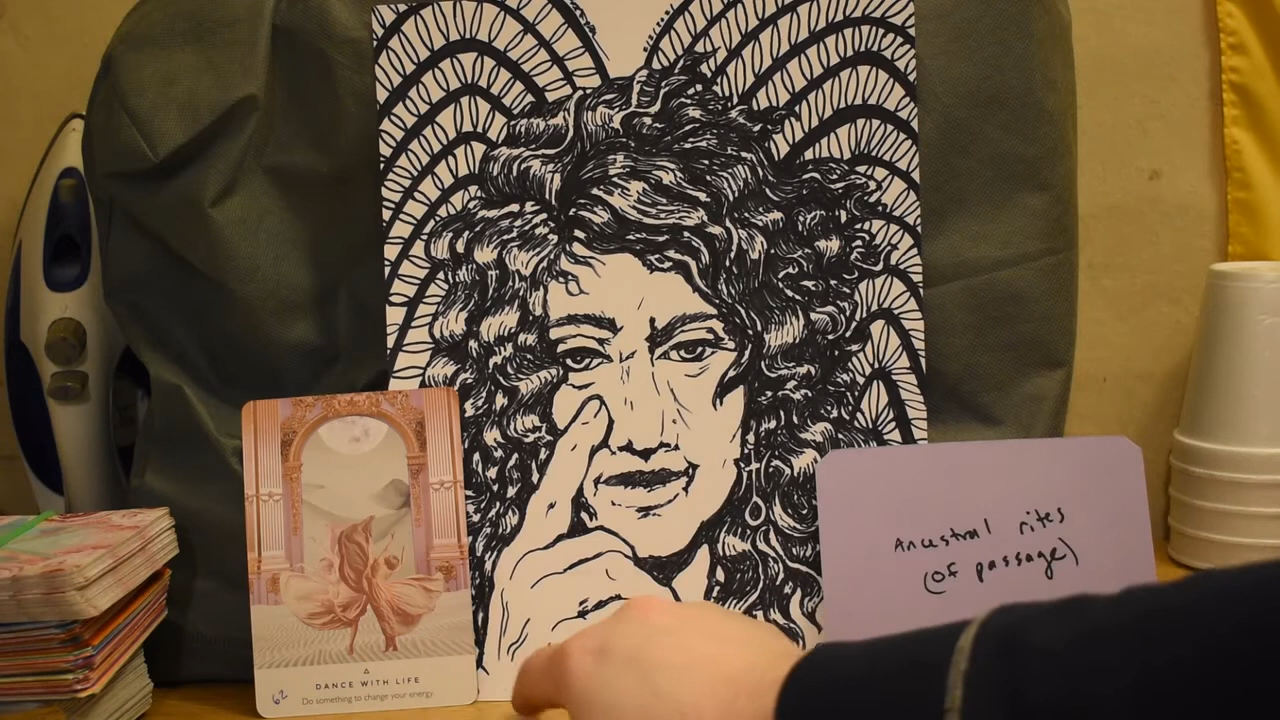 DANCE WITH LIFE
Do something to change your energy
62
Ancestral rites
(of passage)